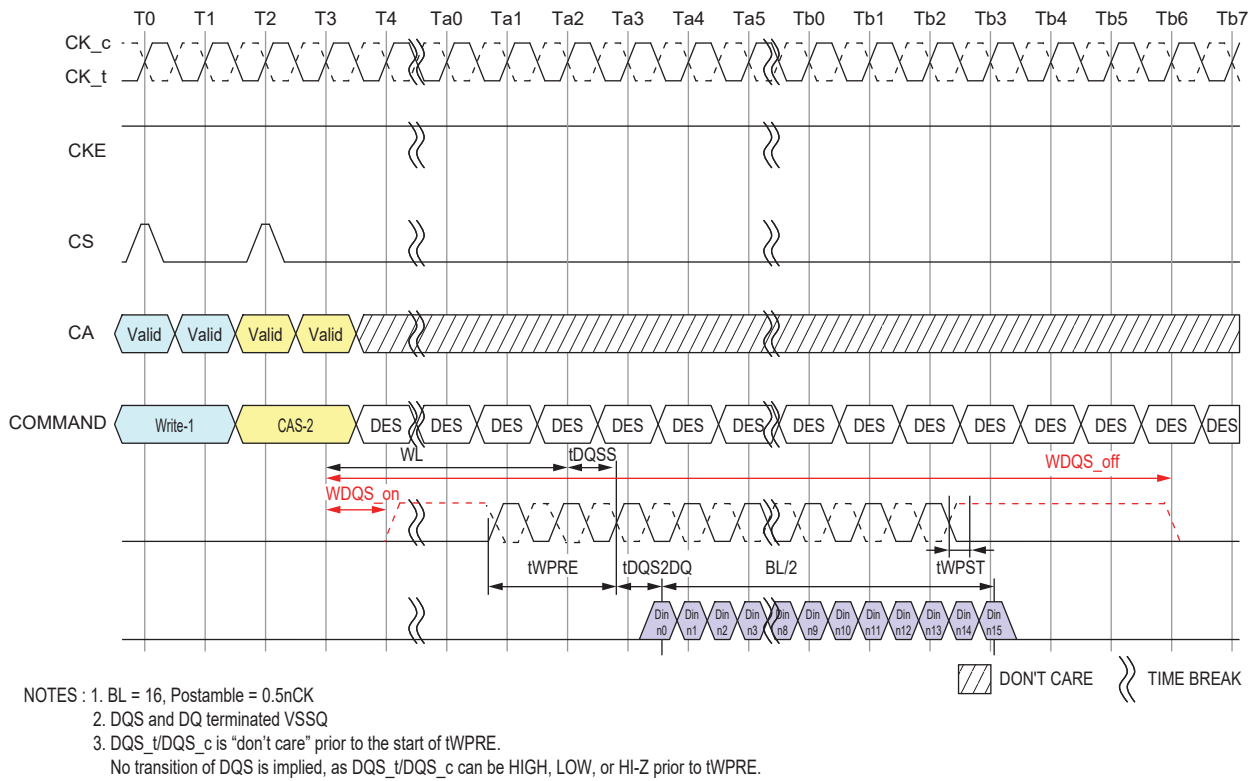 T0 T1 T2 T3 T4 Ta0 Ta1 Ta2 Ta3 Ta4 Ta5 Tb0 Tb1 Tb2 Tb3 Tb4 Tb5 Tb6 Tb7
CK_c
CK_t
CKE
CS
CA Valid Valid Valid Valid
COMMAND Write-1 CAS-2 DES DES DES DES DES DES DES DES DES DES DES DES DES DES DES
WL tDQSS WDQS_off
WDQS_on
tWPRE tDQS2DQ BL/2 tWPST
Din Din Din Din Din Din Din Din Din Din Din Din
n0 n1 n2 n3 n8 n9 n10 n11 n12 n13 n14 n15
DON'T CARE TIME BREAK
NOTES : 1. BL = 16, Postamble = 0.5nCK
2. DQS and DQ terminated VSSQ
3. DQS_t/DQS_c is “don’t care” prior to the start of tWPRE.
No transition of DQS is implied, as DQS_t/DQS_c can be HIGH, LOW, or HI-Z prior to tWPRE.